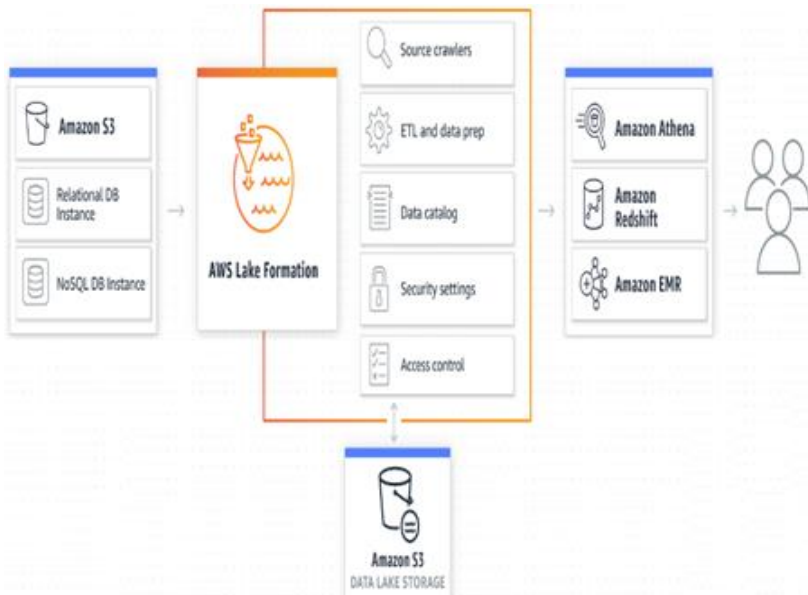 Amazon S3
Relational DB
Instance
NoSQL DB Instance
AWS Lake Formation
Source crawlers
ETL and data prep
Data catalog
Security settings
Access control
Amazon Athena
Amazon
Redshift
Amazon EMR
Amazon S3
DATA LAKE STORAGE